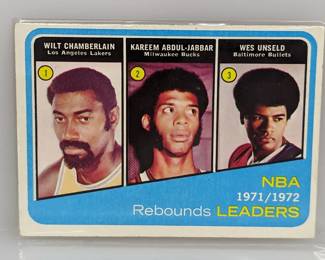 WILT CHAMBERLAIN
Los Angeles Lakers
1
KAREEM ABDUL-JABBAR
Milwaukee Bucks
2
WES UNSELD
Baltimore Bullets
3
NBA
1971/1972
Rebounds LEADERS